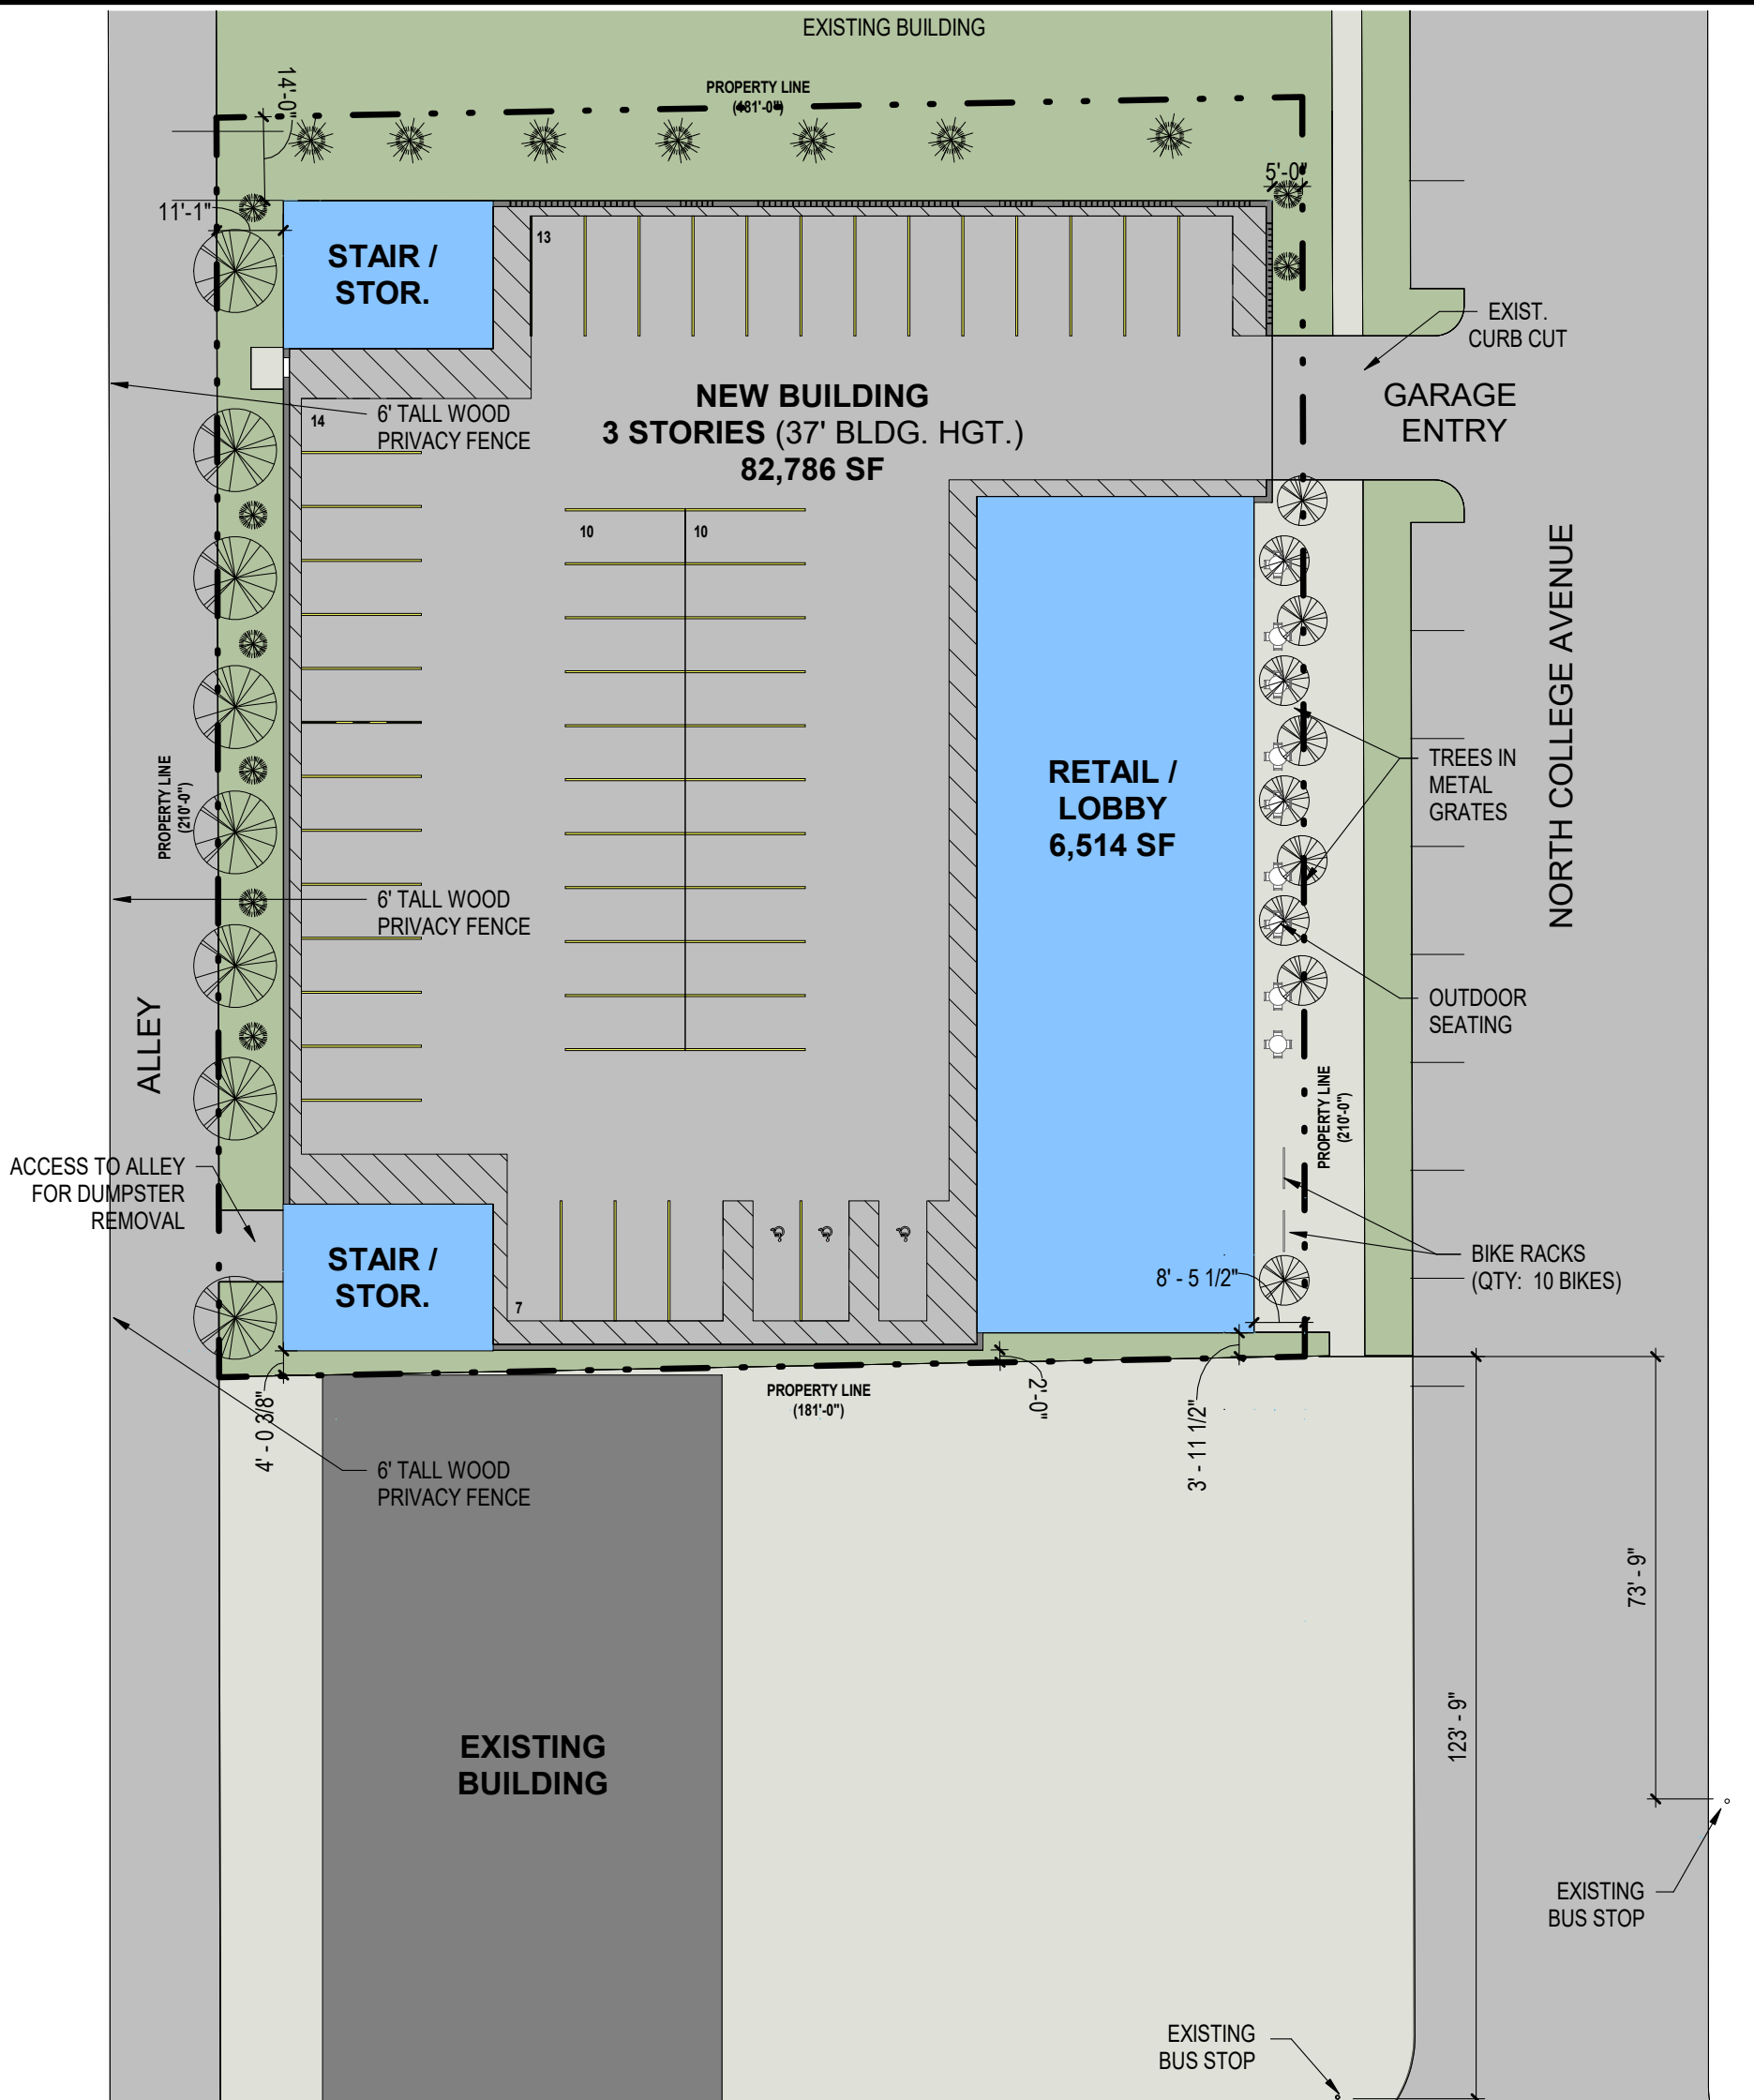 EXISTING BUILDING
PROPERTY LINE
(181'-0")
14'-0"
5'-0"
11'-1"
STAIR /
STOR.
13
EXIST.
CURB CUT
GARAGE
ENTRY
NEW BUILDING
3 STORIES (37' BLDG. HGT.)
82,786 SF
14
6' TALL WOOD
PRIVACY FENCE
10
10
NORTH COLLEGE AVENUE
RETAIL /
LOBBY
6,514 SF
TREES IN
METAL
GRATES
PROPERTY LINE
(210'-0")
6' TALL WOOD
PRIVACY FENCE
ALLEY
OUTDOOR
SEATING
PROPERTY LINE
(210'-0")
ACCESS TO ALLEY
FOR DUMPSTER
REMOVAL
STAIR /
STOR.
7
8' - 5 1/2"
BIKE RACKS
(QTY: 10 BIKES)
PROPERTY LINE
(181'-0")
4' - 0 3/8"
2'-0"
3' - 11 1/2"
6' TALL WOOD
PRIVACY FENCE
73' - 9"
123' - 9"
EXISTING
BUILDING
EXISTING
BUS STOP
EXISTING
BUS STOP